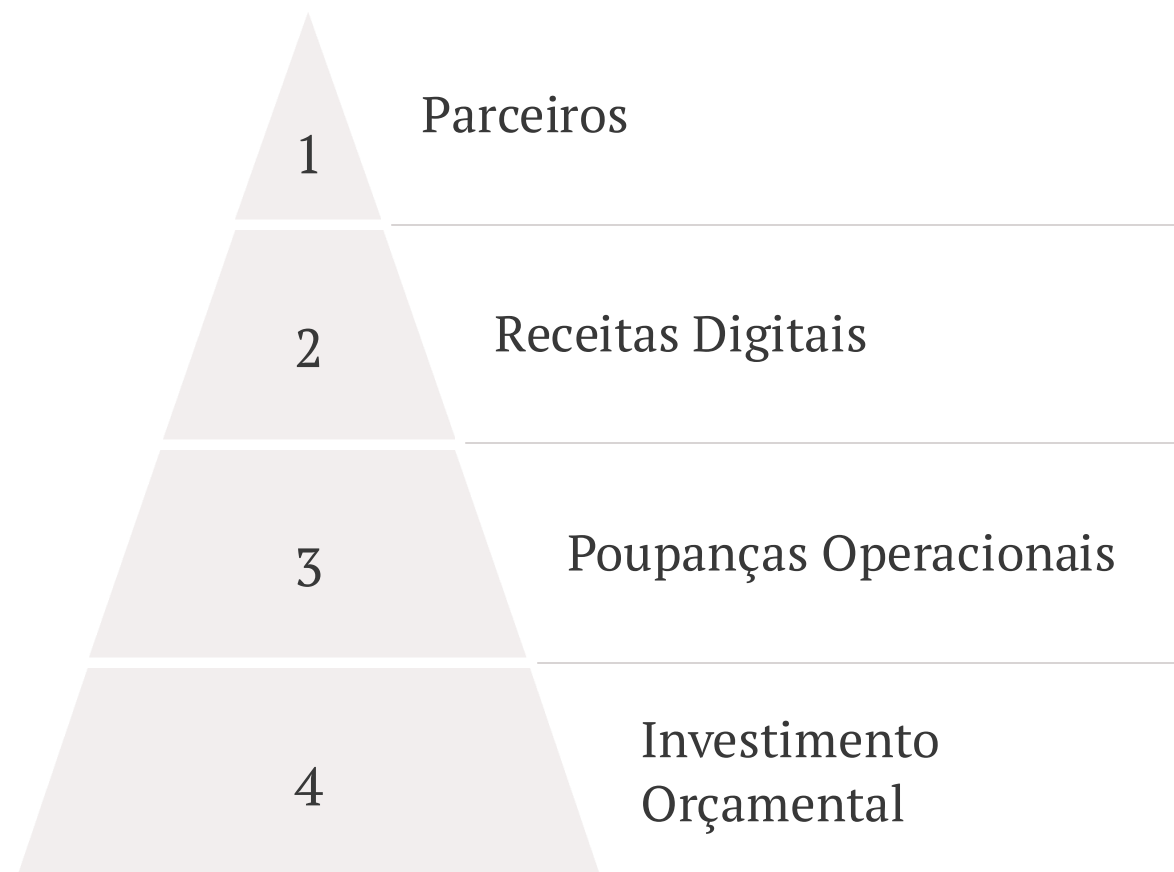 1
Parceiros
2
Receitas Digitais
3
Poupanças Operacionais
4
Investimento
Orçamental